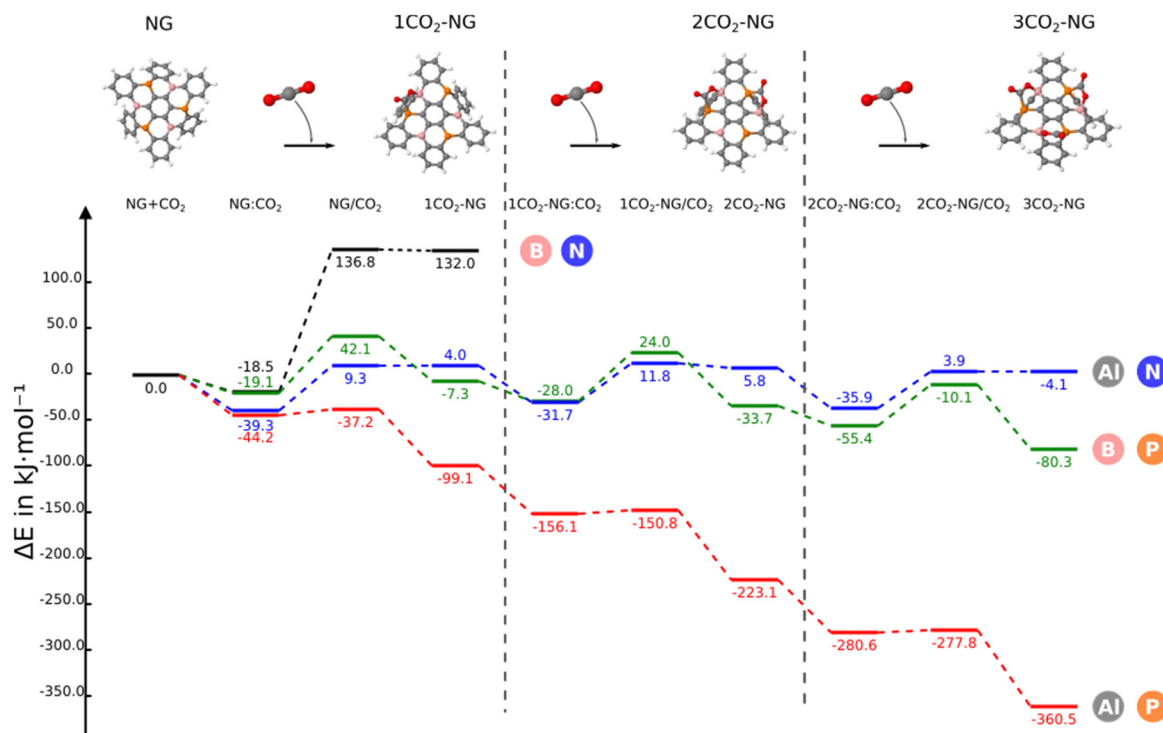 NG 1CO₂-NG 2CO₂-NG 3CO₂-NG
NG+CO₂ NG:CO₂ NG/CO₂ 1CO₂-NG 1CO₂-NG:CO₂ 1CO₂-NG/CO₂ 2CO₂-NG 2CO₂-NG:CO₂ 2CO₂-NG/CO₂ 3CO₂-NG
B N
136.8 132.0
100.0
50.0
24.0
42.1 4.0 11.8 5.8 3.9
0.0
0.0 -18.5 9.3 -4.1 Al N
-19.1 -7.3 -28.0 -35.9 -10.1
-31.7 -33.7
-50.0
-39.3 -37.2 -55.4
-44.2 -80.3 B P
-100.0
-99.1
-150.0
-156.1 -150.8
-200.0
-223.1
-250.0
-280.6 -277.8
-300.0
-350.0
-360.5 Al P
ΔE in kJ·mol⁻¹